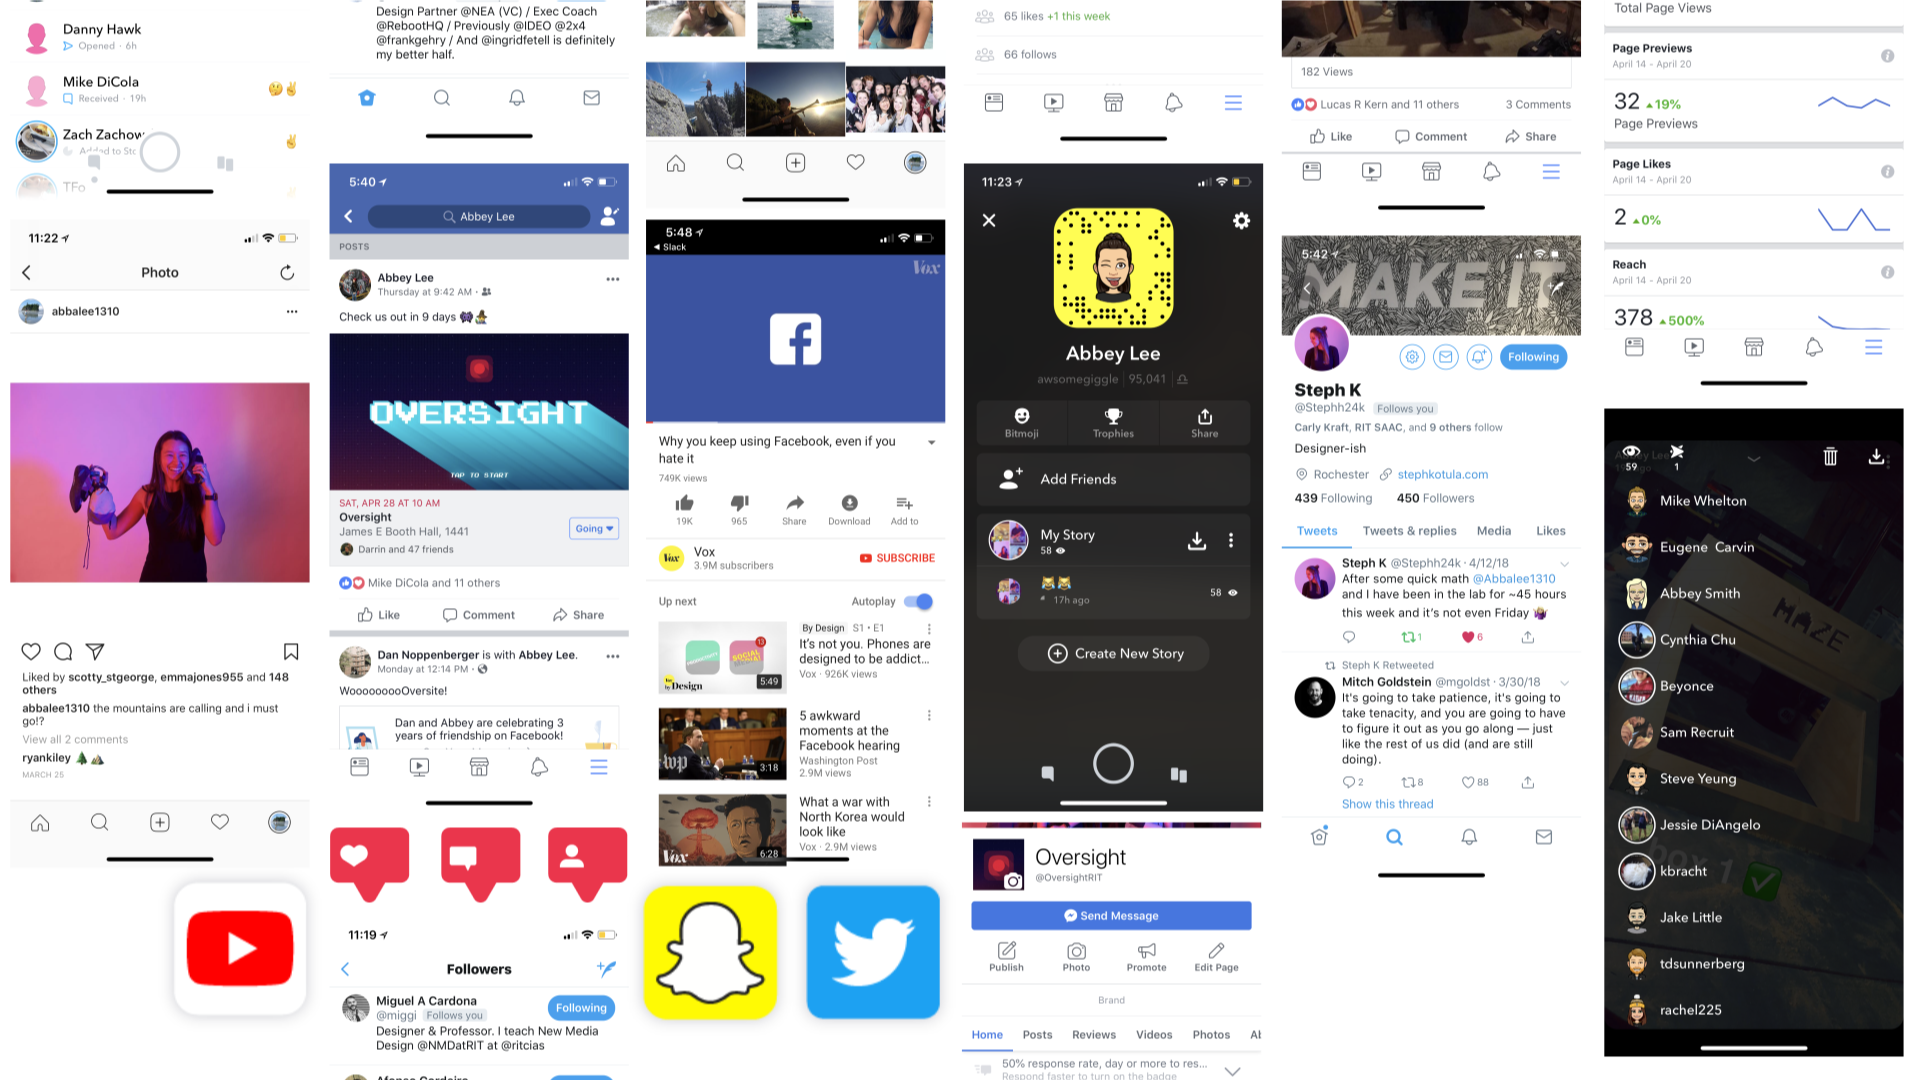 Danny Hawk
Opened · 6h
Mike DiCola
Received · 19h
Zach Zachow
Added to Sto
TFo
11:22
Photo
abbalee1310
Liked by scotty_stgeorge, emmajones955 and 148
others
abbalee1310 the mountains are calling and i must
go!?
View all 2 comments
ryankiley
MARCH 25
Design Partner @NEA (VC) / Exec Coach
@RebootHQ / Previously @IDEO @2x4
@frankgehry / And @ingridfetell is definitely
my better half.
5:40
Abbey Lee
POSTS
Abbey Lee
Thursday at 9:42 AM ·
Check us out in 9 days
OVERSIGHT
TAP TO START
SAT, APR 28 AT 10 AM
Oversight
James E Booth Hall, 1441
Going
Darrin and 47 friends
Mike DiCola and 11 others
Like
Comment
Share
Dan Noppenberger is with Abbey Lee.
Monday at 12:14 PM ·
WooooooooOversite!
Dan and Abbey are celebrating 3
years of friendship on Facebook!
11:19
Followers
Miguel A Cardona
@miggi Follows you
Following
Designer & Professor. I teach New Media
Design @NMDatRIT at @ritcias
5:48
Slack
Vox
Why you keep using Facebook, even if you
hate it
749K views
19K
965
Share
Download
Add to
Vox
Vox
3.9M subscribers
SUBSCRIBE
Up next
Autoplay
SOCIAL
13
by Design
5:49
By Design S1 • E1
It's not. you. Phones are
designed to be addict...
Vox · 926K views
wp
3:18
5 awkward
moments at the
Facebook hearing
Washington Post
2.9M views
Vox
6:28
What a war with
North Korea would
look like
Vox · 2.9M views
65 likes +1 this week
66 follows
11:23
Abbey Lee
awsomegiggle | 95,041
Bitmoji
Trophies
Share
Add Friends
My Story
58
17h ago
58
Create New Story
Oversight
@OversightRIT
Send Message
Publish
Photo
Promote
Edit Page
Brand
Home
Posts
Reviews
Videos
Photos
Ab
50% response rate, day or more to res...
Respond faster to turn on the badge
182 Views
Lucas R Kern and 11 others
3 Comments
Like
Comment
Share
5:42
MAKE IT
Following
Steph K
@Stephh24k Follows you
Carly Kraft, RIT SAAC, and 9 others follow
Designer-ish
Rochester stephkotula.com
439 Following 450 Followers
Tweets
Tweets & replies
Media
Likes
Steph K @Stephh24k · 4/12/18
After some quick math @Abbalee1310
and I have been in the lab for ~45 hours
this week and it's not even Friday
1
6
Steph K Retweeted
Mitch Goldstein @mgoldst · 3/30/18
It's going to take patience, it's going to
take tenacity, and you are going to have
to figure it out as you go along — just
like the rest of us did (and are still
doing).
2
8
88
Show this thread
Total Page Views
Page Previews
April 14 - April 20
32 19%
Page Previews
Page Likes
April 14 - April 20
2 0%
Reach
April 14 - April 20
378 500%
59
1
Mike Whelton
Eugene Carvin
Abbey Smith
MAZE
Cynthia Chu
Beyonce
Sam Recruit
Steve Yeung
Jessie DiAngelo
kbracht
box 1
Jake Little
tdsunnerberg
rachel225